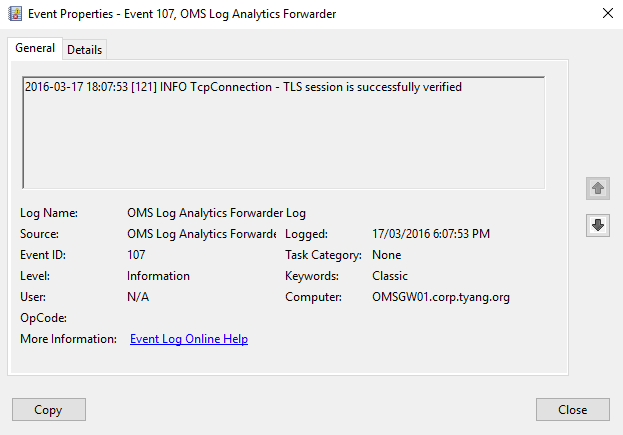 Event Properties - Event 107, OMS Log Analytics Forwarder
General Details
2016-03-17 18:07:53 [121] INFO TcpConnection - TLS session is successfully verified
Log Name: OMS Log Analytics Forwarder Log
Source: OMS Log Analytics Forwarde Logged: 17/03/2016 6:07:53 PM
Event ID: 107 Task Category: None
Level: Information Keywords: Classic
User: N/A Computer: OMSGW01.corp.tyang.org
OpCode:
More Information: Event Log Online Help
Copy Close